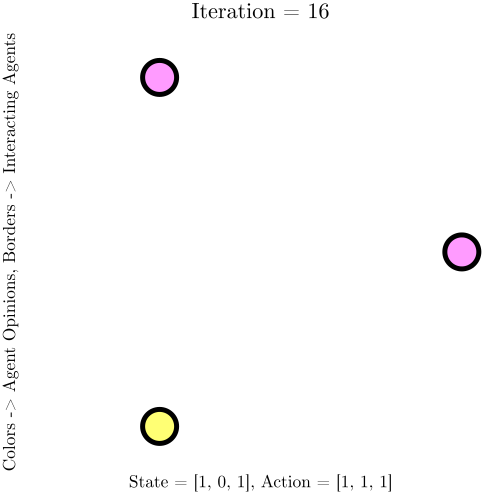 Iteration = 16
Colors -> Agent Opinions, Borders -> Interacting Agents
State = [1, 0, 1], Action = [1, 1, 1]